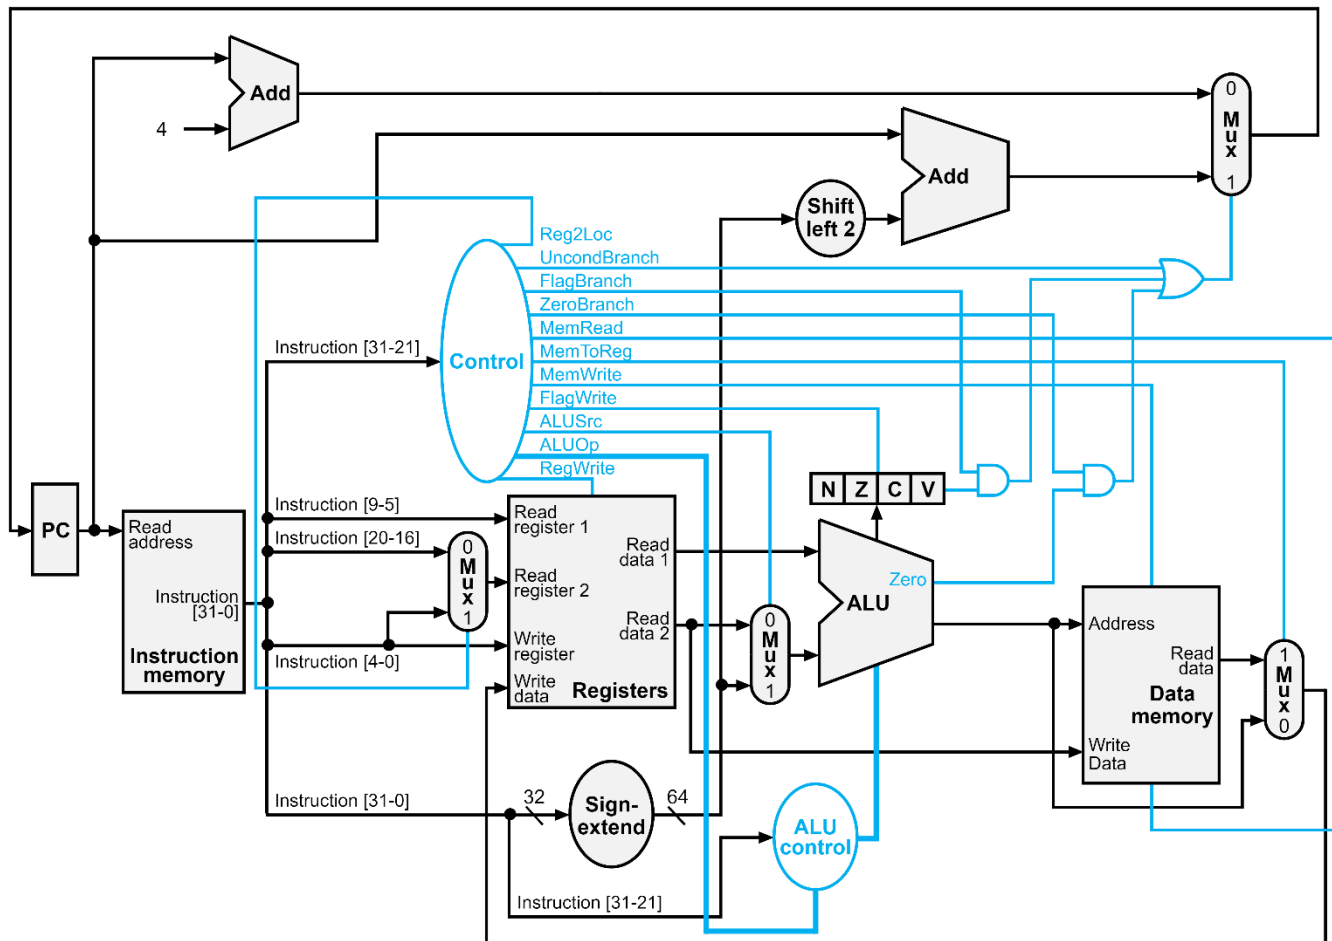 Add
4
0
Mux
1
Add
Shift
left 2
Reg2Loc
UncondBranch
FlagBranch
ZeroBranch
MemRead
MemToReg
MemWrite
FlagWrite
ALUSrc
ALUOp
RegWrite
Control
Instruction [31-21]
PC
Read
address
Instruction
[31-0]
Instruction
memory
Instruction [9-5]
Instruction [20-16]
Instruction [4-0]
0
Mux
1
Read
register 1
Read
register 2
Write
register
Write
data
Read
data 1
Read
data 2
Registers
0
Mux
1
N Z C V
Zero
ALU
Address
Read
data
Data
memory
Write
Data
1
Mux
0
Instruction [31-0]
32
Sign-
extend
64
ALU
control
Instruction [31-21]